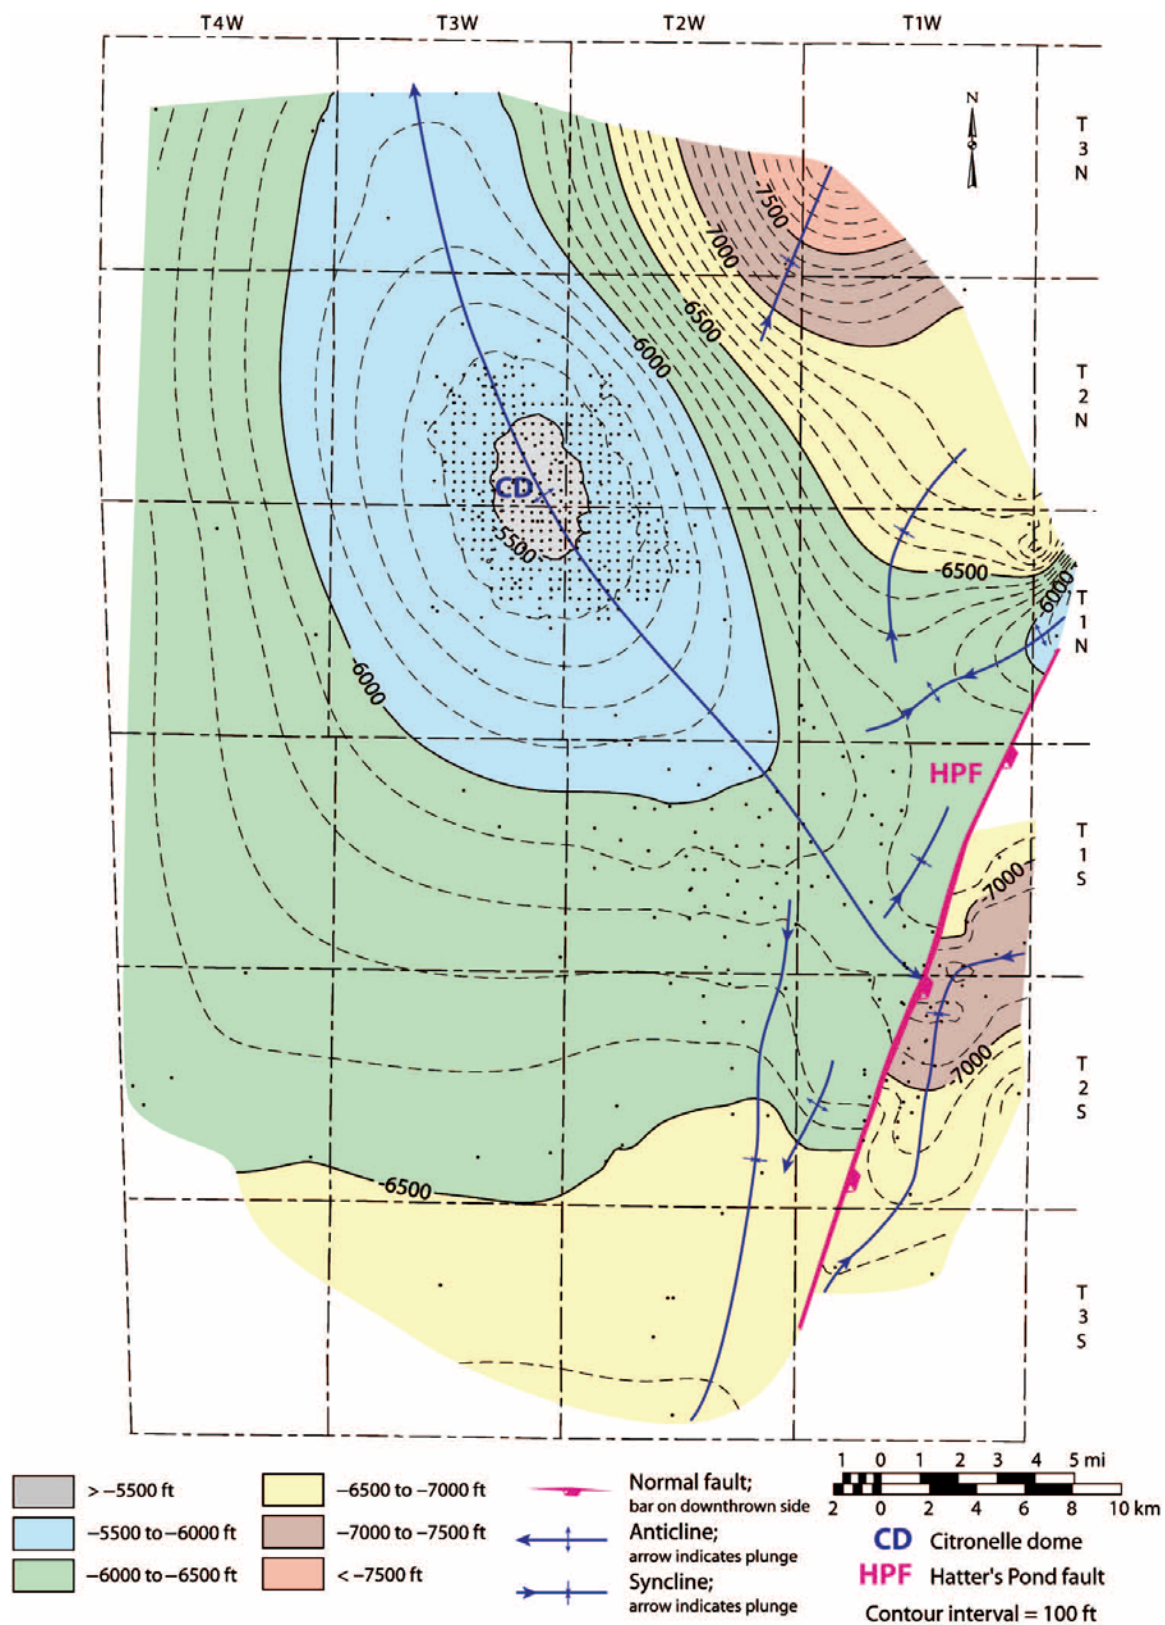 T4W T3W T2W T1W
N
T
3
N
-7500
-7000
6500
6000
T
2
N
CD
-5500
-6500
-6000
T
1
N
6000
HPF
T
1
S
-7000
-7000
T
2
S
-6500
T
3
S
> –5500 ft
–5500 to –6000 ft
–6000 to –6500 ft
–6500 to –7000 ft
–7000 to –7500 ft
< –7500 ft
Normal fault;
bar on downthrown side
Anticline;
arrow indicates plunge
Syncline;
arrow indicates plunge
1 0 1 2 3 4 5 mi
2 0 2 4 6 8 10 km
CD Citronelle dome
HPF Hatter's Pond fault
Contour interval = 100 ft